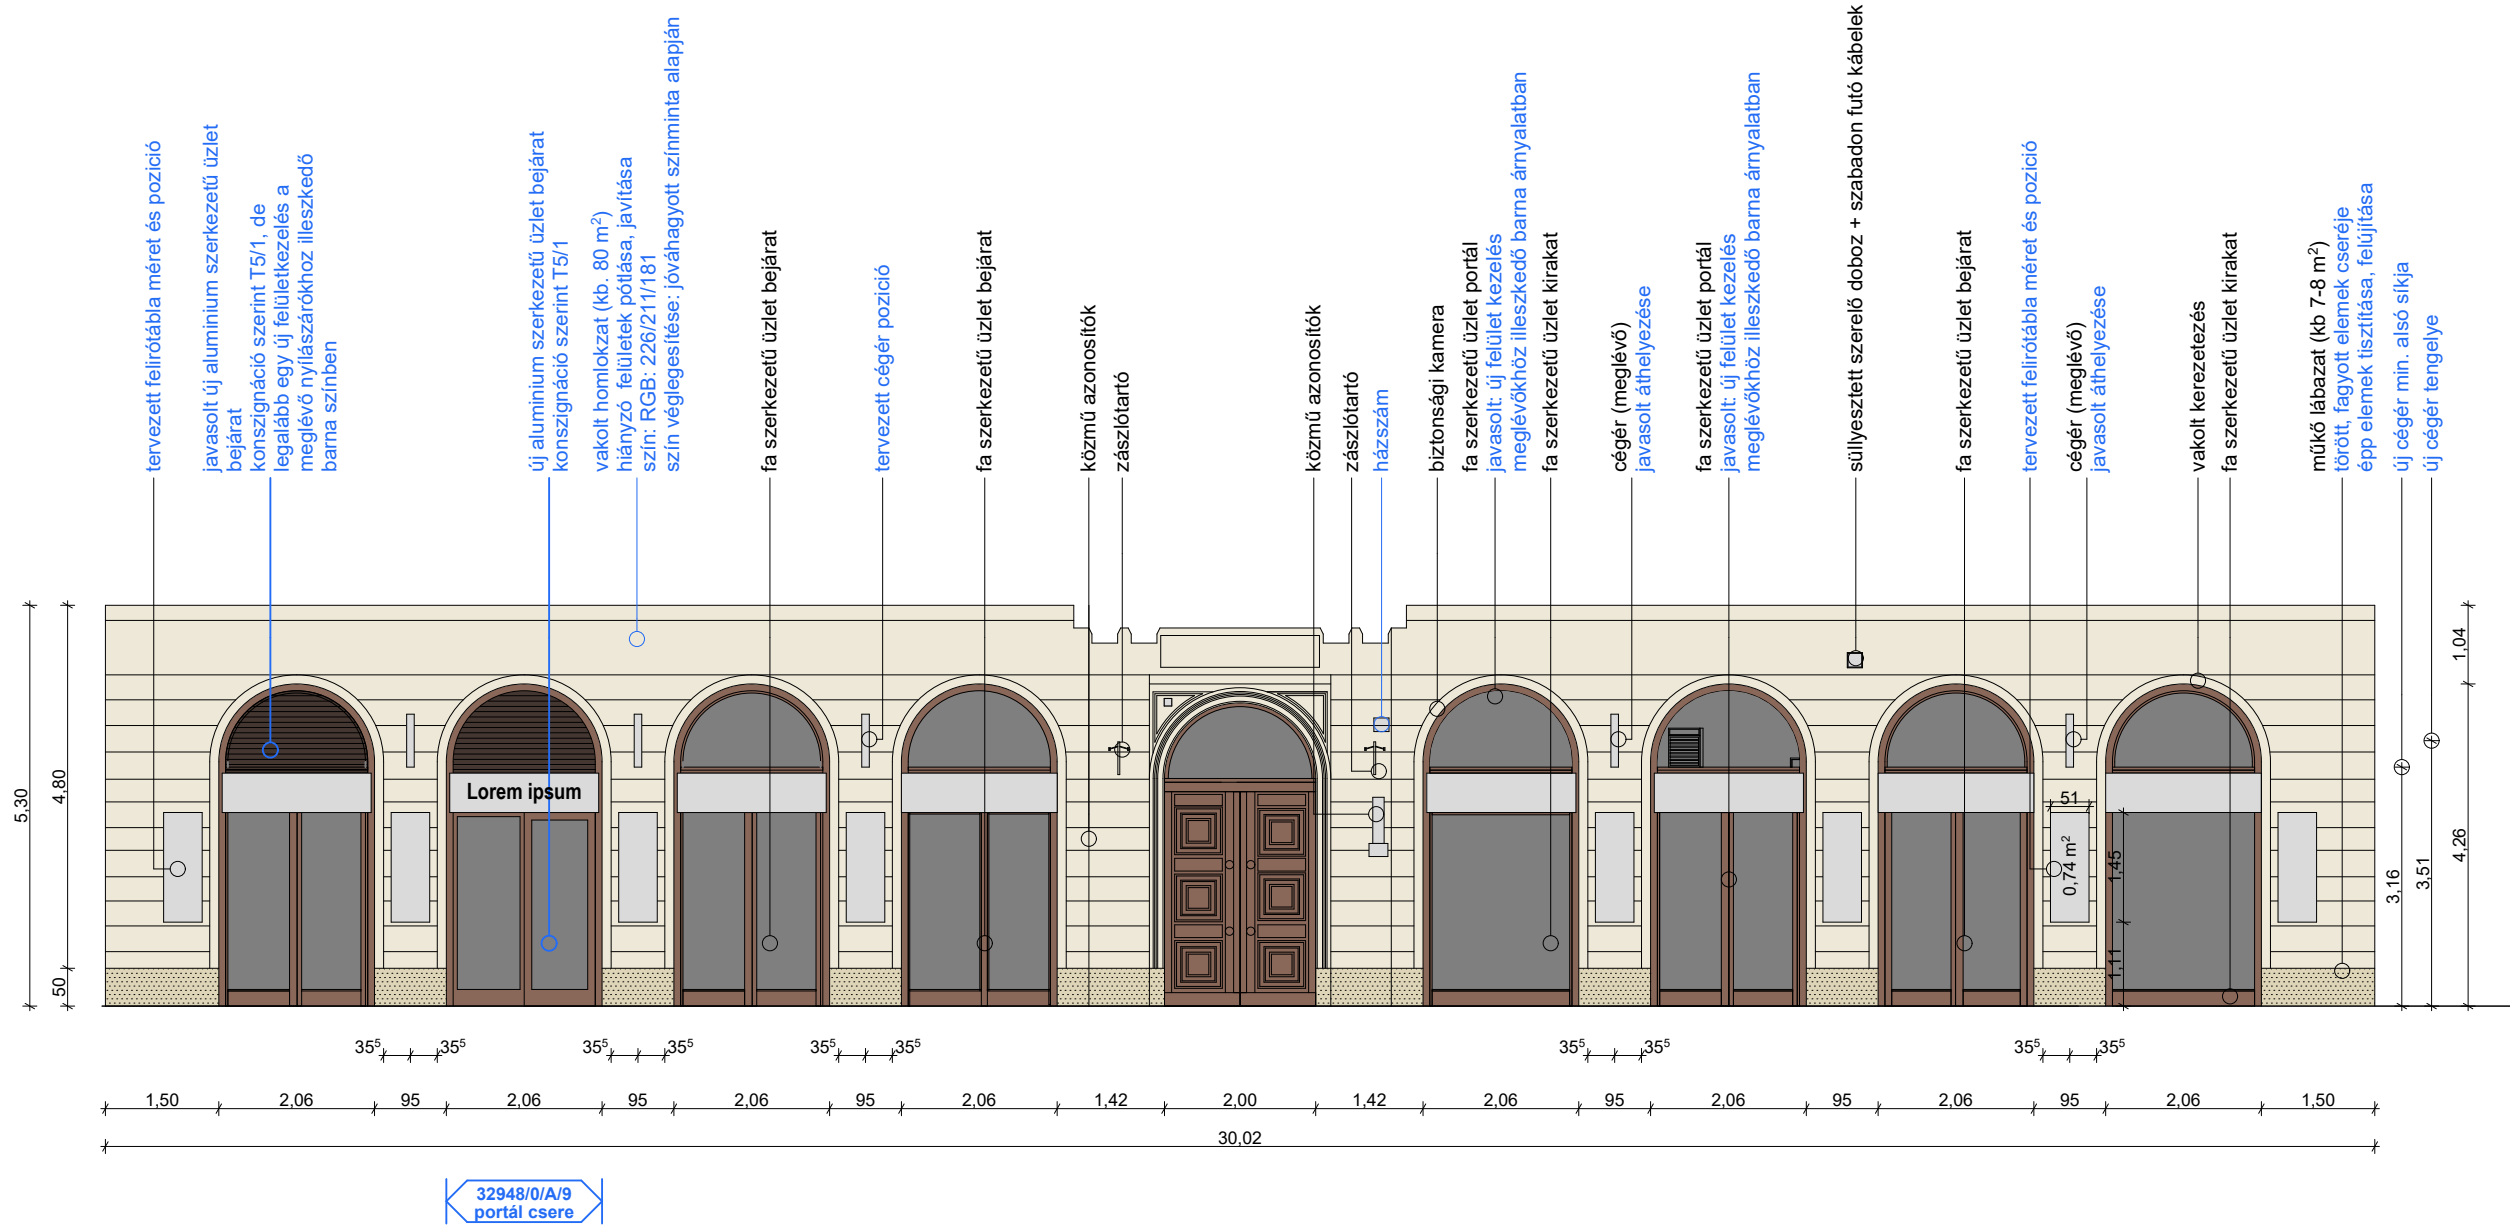 tervezett felirótábla méret és pozició
javasolt új aluminium szerkezetű üzlet
bejárat
konszignáció szerint T5/1, de
legalább egy új felületkezelés a
meglévő nyílászárókhoz illeszkedő
barna színben
új aluminium szerkezetű üzlet bejárat
konszignáció szerint T5/1
vakolt homlokzat (kb. 80 m²)
hiányzó felületek pótlása, javítása
szín: RGB: 226/211/181
szín véglegesítése: jóváhagyott színminta alapján
fa szerkezetű üzlet bejárat
tervezett cégér pozició
fa szerkezetű üzlet bejárat
közmű azonosítók
zászlótartó
közmű azonosítók
zászlótartó
házszám
biztonsági kamera
fa szerkezetű üzlet portál
javasolt: új felület kezelés
meglévőkhöz illeszkedő barna árnyalatban
fa szerkezetű üzlet kirakat
cégér (meglévő)
javasolt áthelyezése
fa szerkezetű üzlet portál
javasolt: új felület kezelés
meglévőkhöz illeszkedő barna árnyalatban
süllyesztett szerelő doboz + szabadon futó kábelek
fa szerkezetű üzlet bejárat
tervezett felirótábla méret és pozició
cégér (meglévő)
javasolt áthelyezése
vakolt kerezetezés
fa szerkezetű üzlet kirakat
műkő lábazat (kb 7-8 m²)
törött, fagyott elemek cseréje
épp elemek tisztítása, felújítása
új cégér min. alsó síkja
új cégér tengelye
5,30
4,80
50
Lorem ipsum
51
0,74 m²
1,45
1,11
3,16
3,51
1,04
4,26
35⁵ 35⁵ 35⁵ 35⁵ 35⁵ 35⁵ 35⁵ 35⁵ 35⁵ 35⁵
1,50 2,06 95 2,06 95 2,06 95 2,06 1,42 2,00 1,42 2,06 95 2,06 95 2,06 95 2,06 1,50
30,02
32948/0/A/9
portál csere